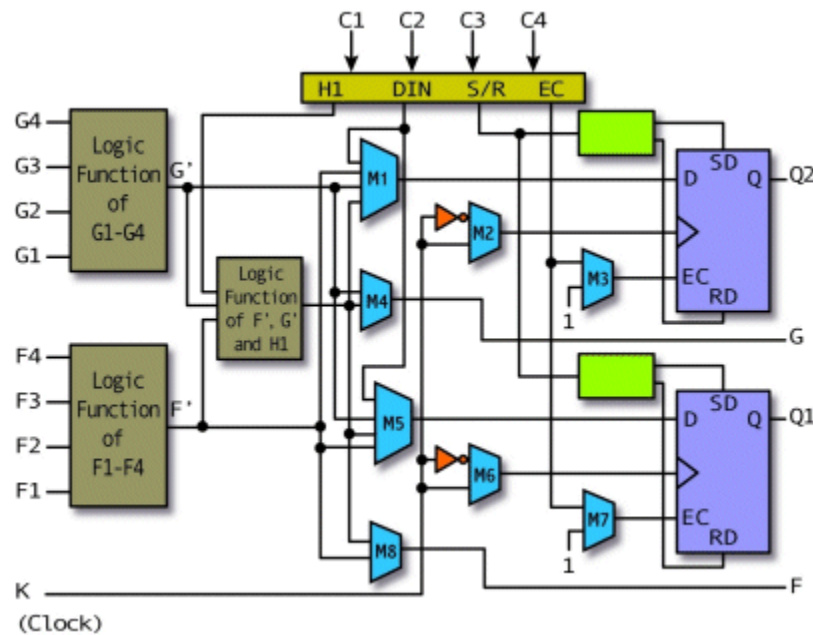 C1 C2 C3 C4
H1 DIN S/R EC
G4
G3
G2
G1
Logic
Function
of
G1-G4
G'
M1
M2
M3
1
SD
D Q
EC
RD
Q2
Logic
Function
of F', G'
and H1
M4
G
F4
F3
F2
F1
Logic
Function
of
F1-F4
F'
M5
M6
M7
1
SD
D Q
EC
RD
Q1
M8
F
K
(Clock)